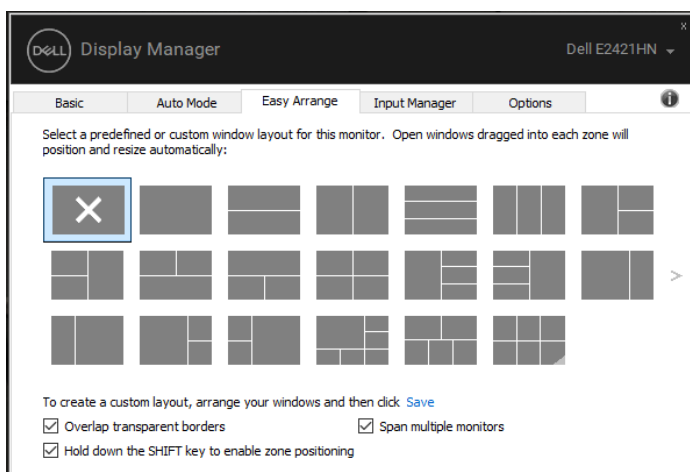 x
DELL Display Manager Dell E2421HN
Basic Auto Mode Easy Arrange Input Manager Options
Select a predefined or custom window layout for this monitor. Open windows dragged into each zone will
position and resize automatically:
>
To create a custom layout, arrange your windows and then click Save
Overlap transparent borders Span multiple monitors
Hold down the SHIFT key to enable zone positioning